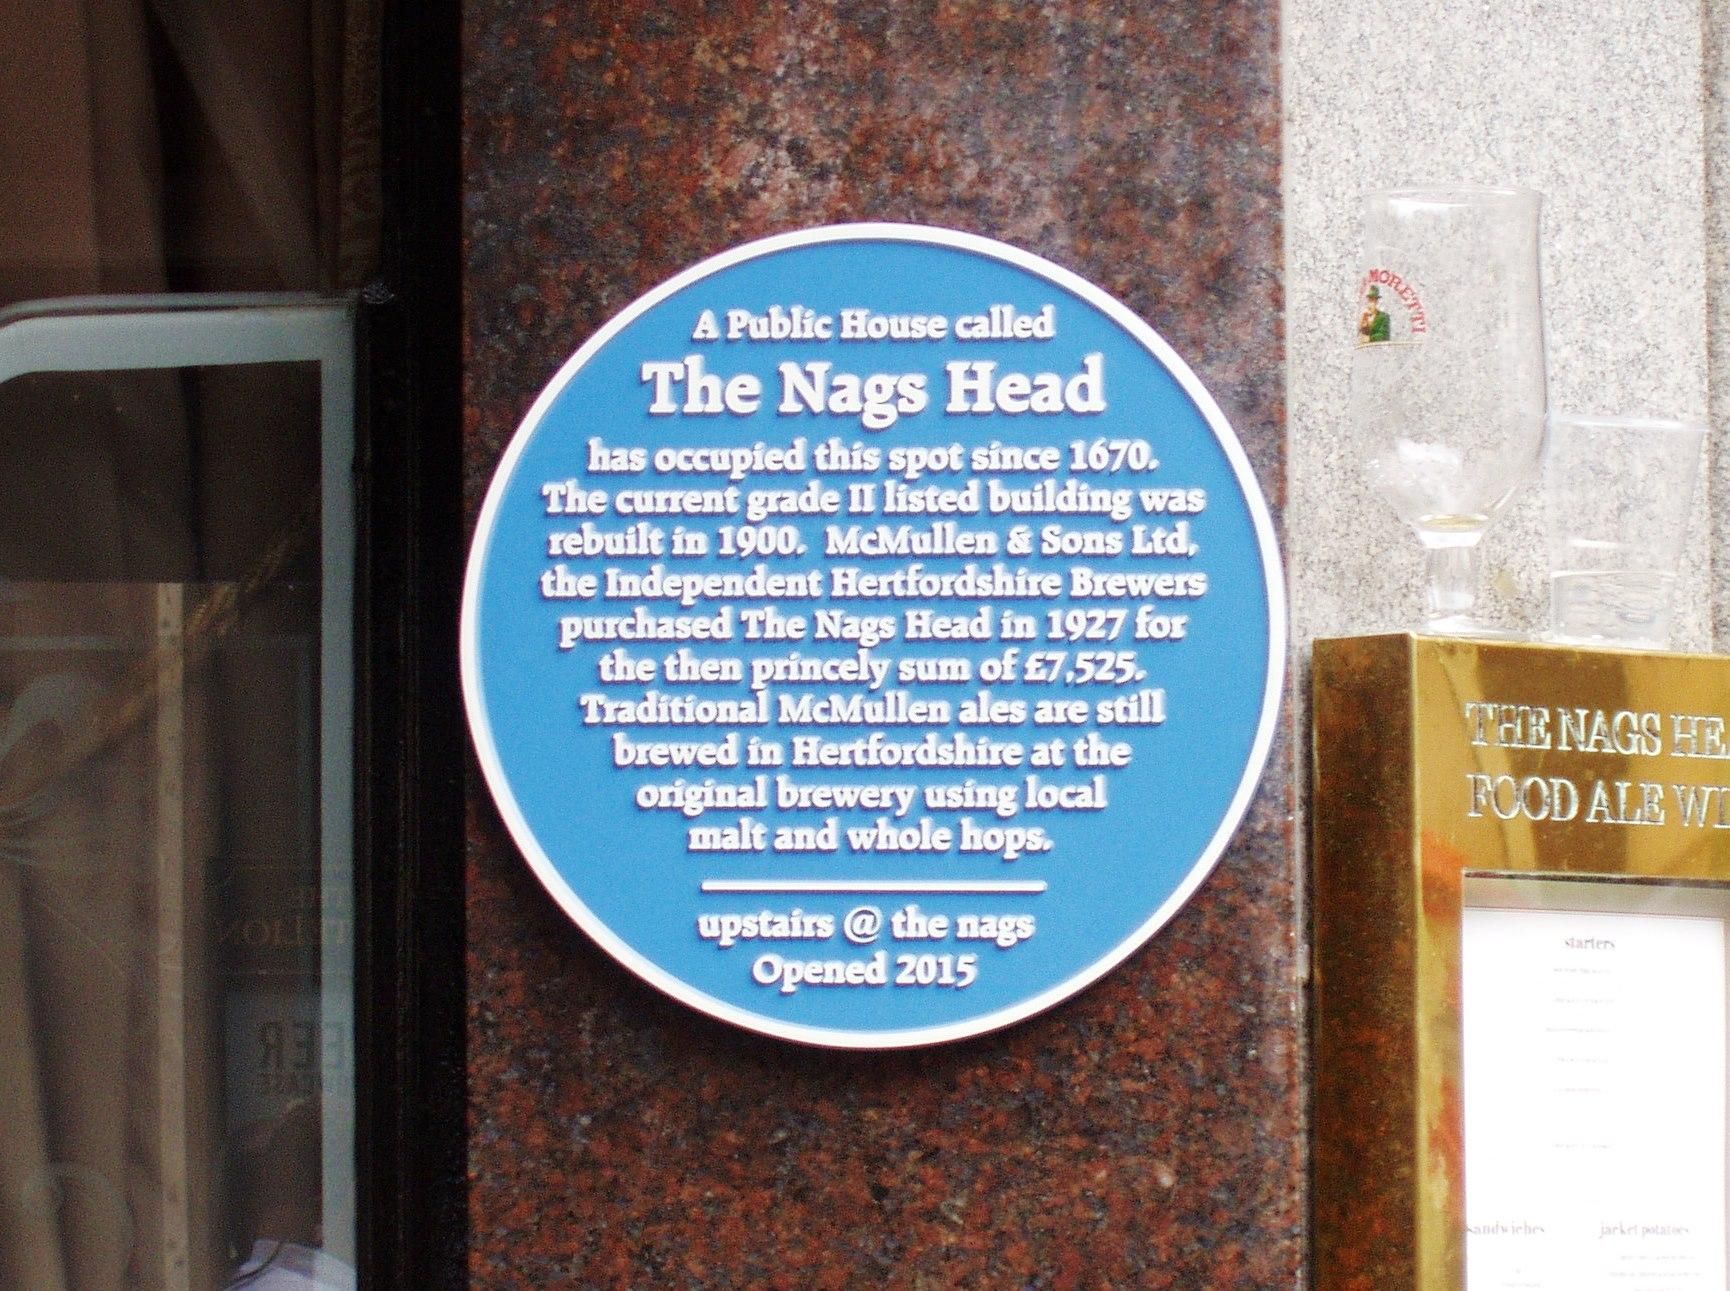 A Public House called
The Nags Head
has occupied this spot since 1670.
The current grade II listed building was
rebuilt in 1900. McMullen & Sons Ltd,
the Independent Hertfordshire Brewers
purchased The Nags Head in 1927 for
the then princely sum of £7,525.
Traditional McMullen ales are still
brewed in Hertfordshire at the
original brewery using local
malt and whole hops.
upstairs @ the nags
Opened 2015
MORETTI
THE NAGS HE
FOOD ALE WI
starters
sandwiches jacket potatoes